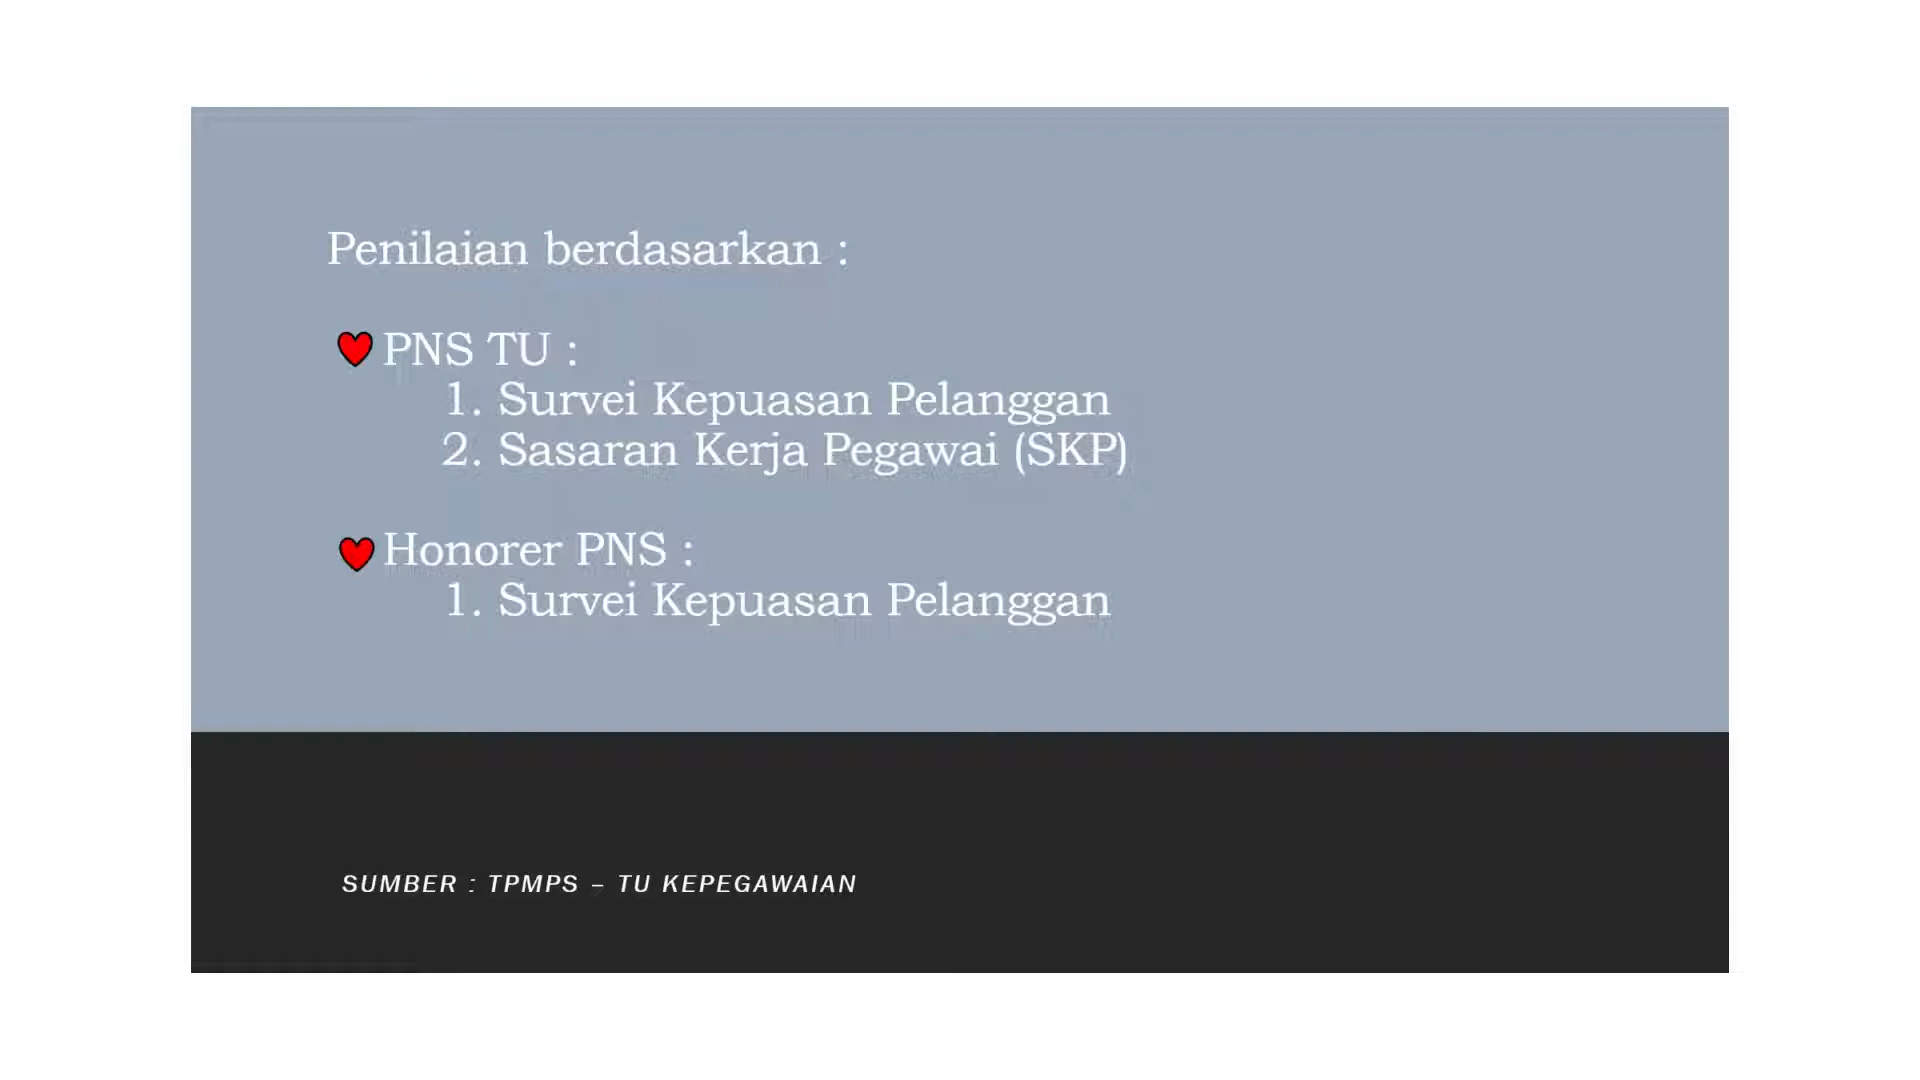 Penilaian berdasarkan :
PNS TU :
1. Survei Kepuasan Pelanggan
2. Sasaran Kerja Pegawai (SKP)
Honorer PNS :
1. Survei Kepuasan Pelanggan
SUMBER : TPMPS – TU KEPEGAWAIAN